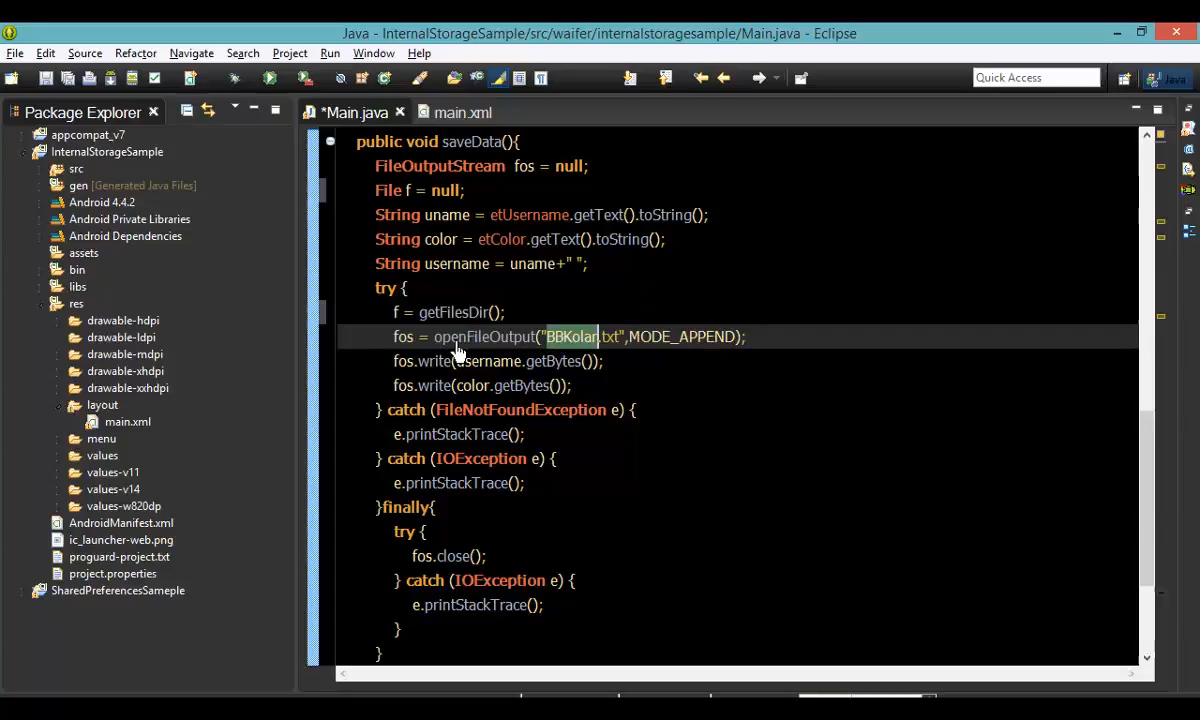 Java - InternalStorageSample/src/waifer/internalstoragesample/Main.java - Eclipse
File Edit Source Refactor Navigate Search Project Run Window Help
Quick Access
Java
Package Explorer
*Main.java
main.xml
appcompat_v7
InternalStorageSample
src
gen [Generated Java Files]
Android 4.4.2
Android Private Libraries
Android Dependencies
assets
bin
libs
res
drawable-hdpi
drawable-ldpi
drawable-mdpi
drawable-xhdpi
drawable-xxhdpi
layout
main.xml
menu
values
values-v11
values-v14
values-w820dp
AndroidManifest.xml
ic_launcher-web.png
proguard-project.txt
project.properties
SharedPreferencesSameple
public void saveData(){
FileOutputStream fos = null;
File f = null;
String uname = etUsername.getText().toString();
String color = etColor.getText().toString();
String username = uname+" ";
try {
f = getFilesDir();
fos = openFileOutput("BBKolar.txt",MODE_APPEND);
fos.write(username.getBytes());
fos.write(color.getBytes());
} catch (FileNotFoundException e) {
e.printStackTrace();
} catch (IOException e) {
e.printStackTrace();
}finally{
try {
fos.close();
} catch (IOException e) {
e.printStackTrace();
}
}